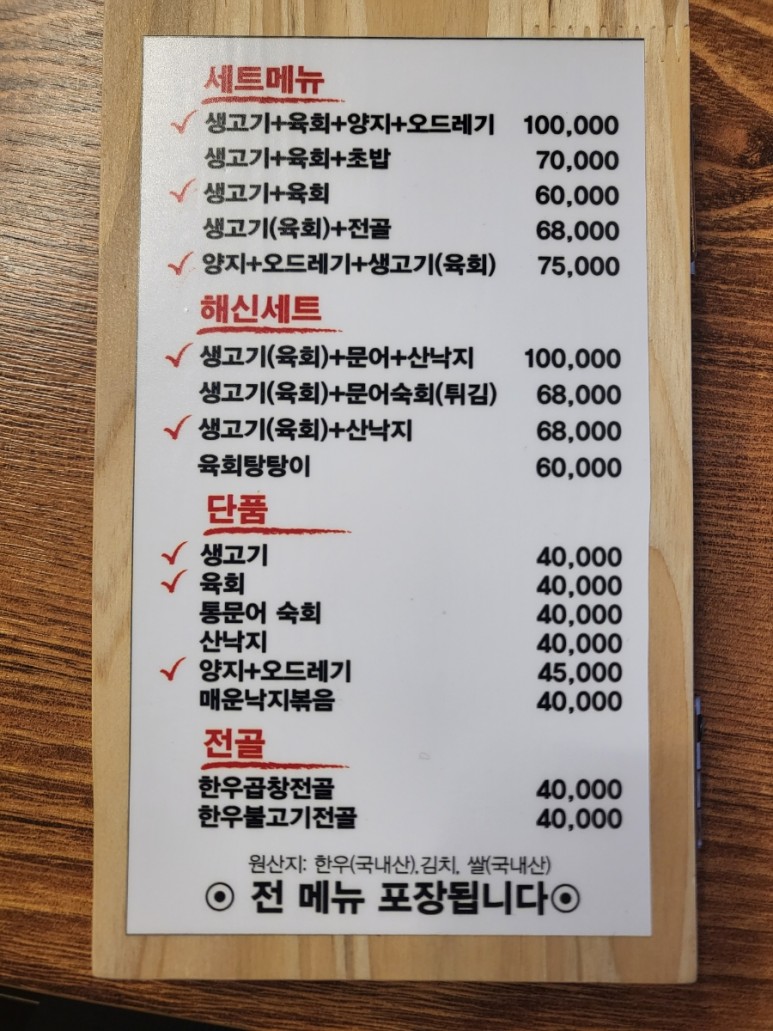 세트메뉴
✓ 생고기+육회+양지+오드레기 100,000
생고기+육회+초밥 70,000
✓ 생고기+육회 60,000
생고기(육회)+전골 68,000
✓ 양지+오드레기+생고기(육회) 75,000
해신세트
✓ 생고기(육회)+문어+산낙지 100,000
생고기(육회)+문어숙회(튀김) 68,000
✓ 생고기(육회)+산낙지 68,000
육회탕탕이 60,000
단품
✓ 생고기 40,000
✓ 육회 40,000
통문어 숙회 40,000
산낙지 40,000
✓ 양지+오드레기 45,000
매운낙지볶음 40,000
전골
한우곱창전골 40,000
한우불고기전골 40,000
원산지: 한우(국내산),김치, 쌀(국내산)
⊙ 전 메뉴 포장됩니다⊙